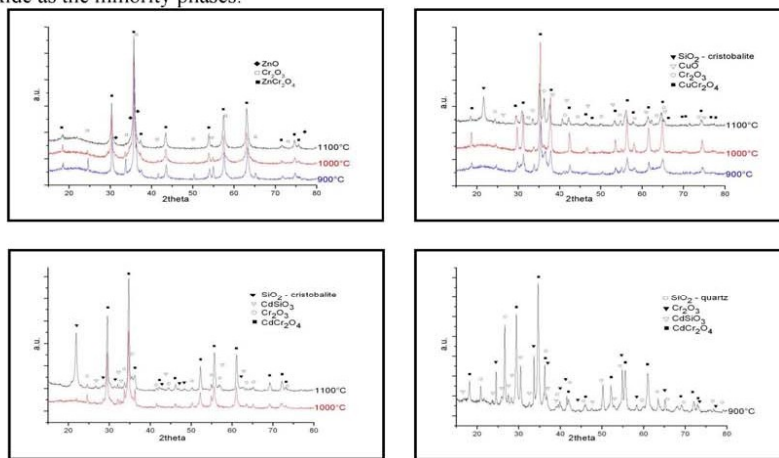 ide as the minority phases.
a.u.
ZnO
Cr2O3
ZnCr2O4
1100°C
1000°C
900°C
20 30 40 50 60 70 80
2theta
a.u.
SiO2 - cristobalite
CuO
Cr2O3
CuCr2O4
1100°C
1000°C
900°C
20 30 40 50 60 70 80
2theta
a.u.
SiO2 - cristobalite
CdSiO3
Cr2O3
CdCr2O4
1100°C
1000°C
20 30 40 50 60 70 80
2theta
a.u.
SiO2 - quartz
Cr2O3
CdSiO3
CdCr2O4
900°C
20 30 40 50 60 70 80
2theta